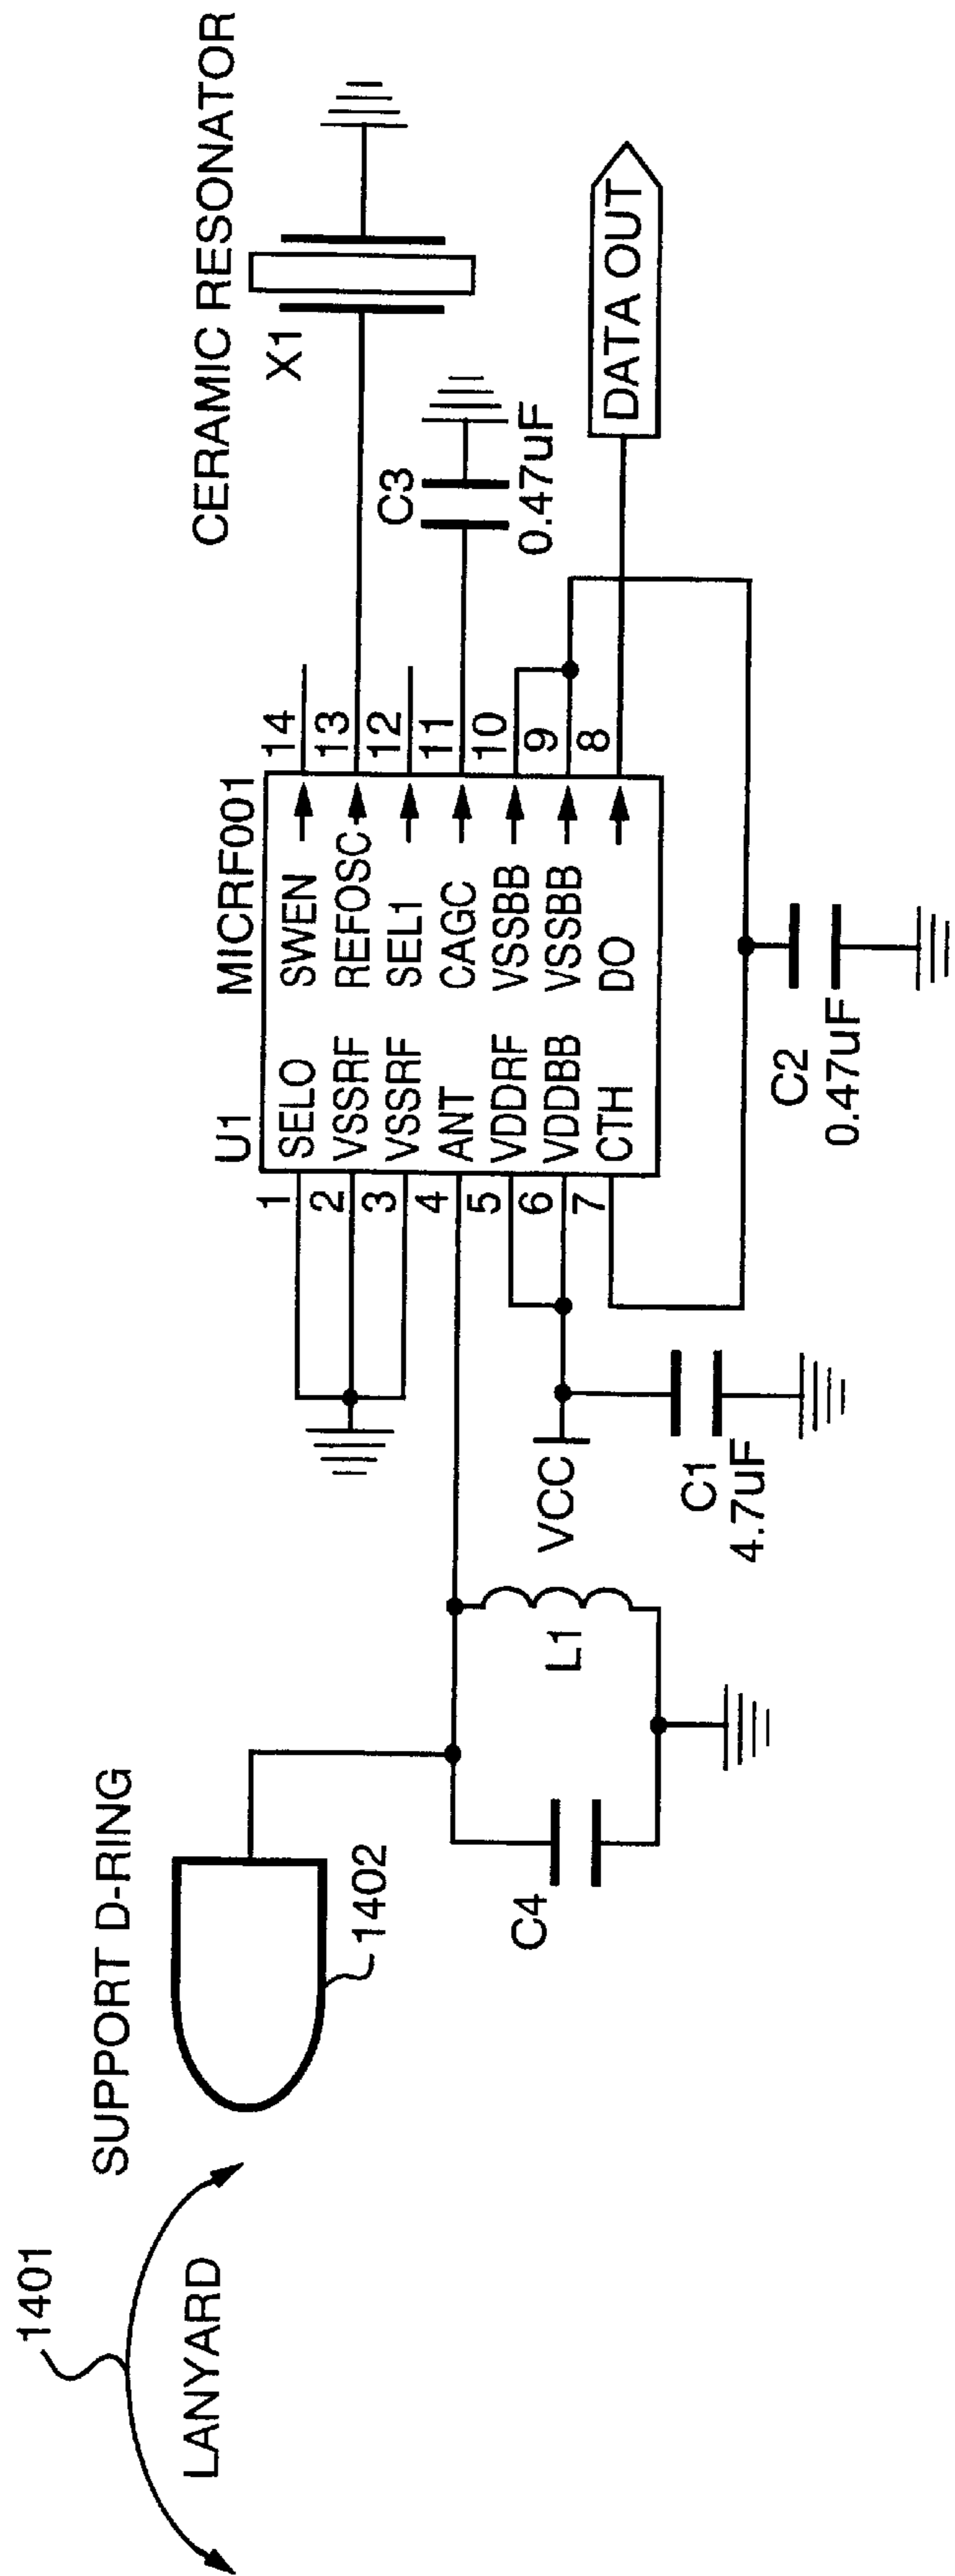 1401
LANYARD
SUPPORT D-RING
1402
C4
L1
VCC
C1
4.7uF
U1
MICRF001
1
SELO
SWEN
14
2
VSSRF
REFOSC
13
3
VSSRF
SEL1
12
4
ANT
CAGC
11
5
VDDRF
VSSBB
10
6
VDDBB
VSSBB
9
7
CTH
DO
8
C2
0.47uF
CERAMIC RESONATOR
X1
C3
0.47uF
DATA OUT